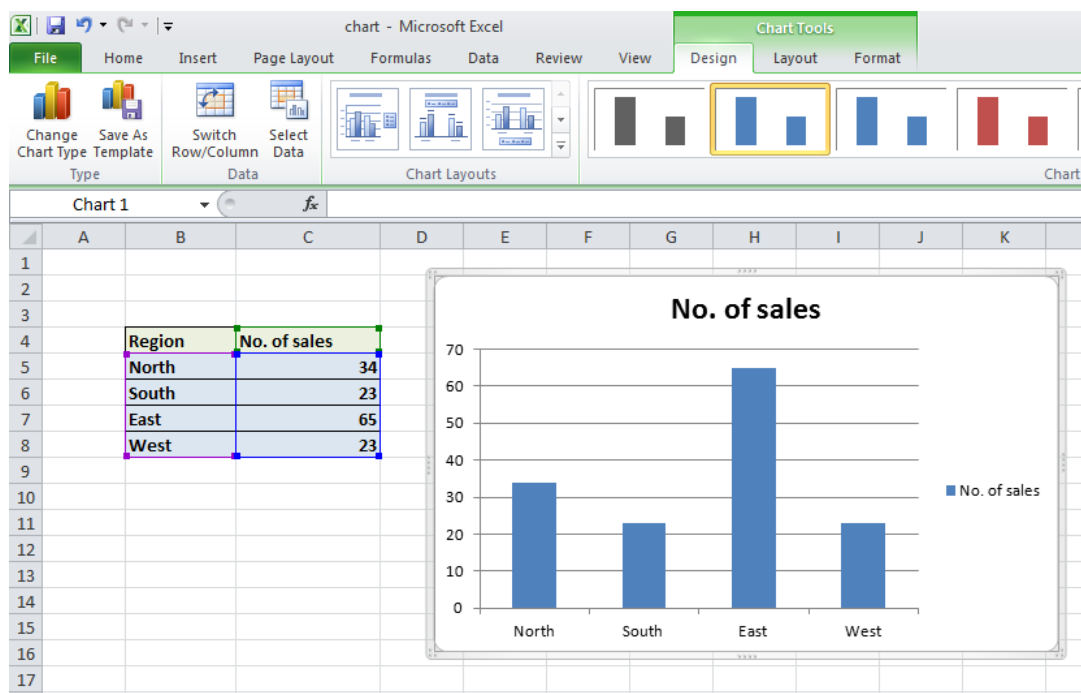 chart - Microsoft Excel
Chart Tools
File Home Insert Page Layout Formulas Data Review View Design Layout Format
Change Chart Type
Save As Template
Switch Row/Column
Select Data
Type Data Chart Layouts Chart
Chart 1 fx
A B C D E F G H I J K
1
2
3
4 Region No. of sales
5 North 34
6 South 23
7 East 65
8 West 23
9
10
11
12
13
14
15
16
17
No. of sales
70
60
50
40
30
20
10
0
North South East West
No. of sales